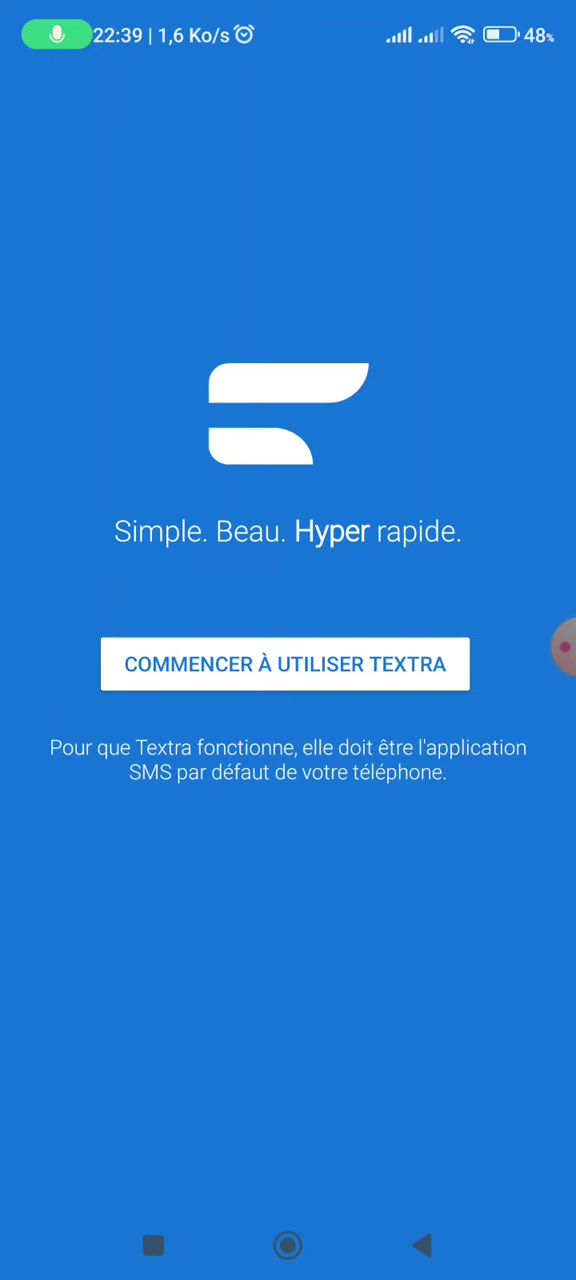 22:39 | 1,6 Ko/s 48%
Simple. Beau. Hyper rapide.
COMMENCER À UTILISER TEXTRA
Pour que Textra fonctionne, elle doit être l'application
SMS par défaut de votre téléphone.